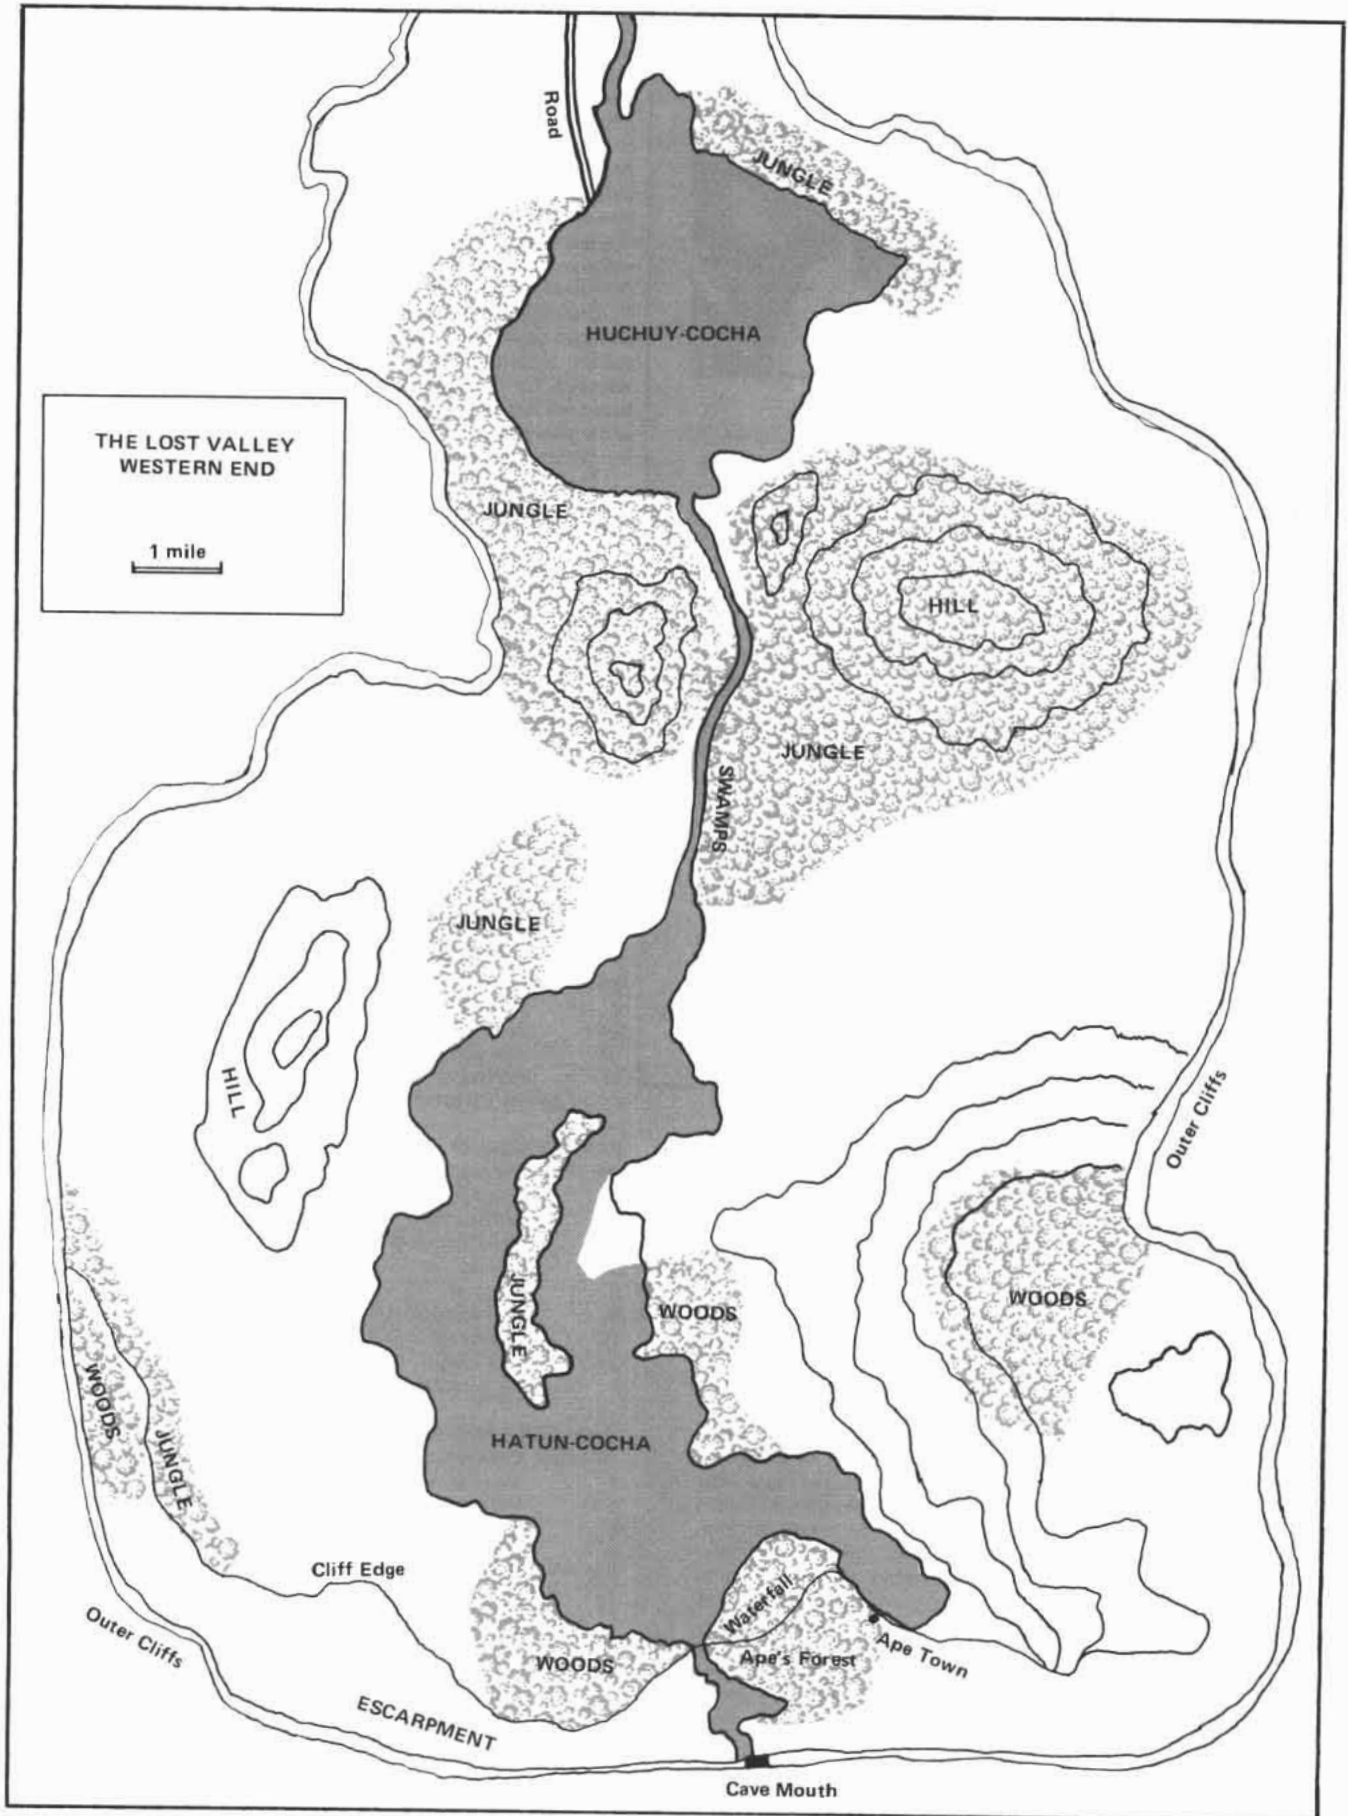 Road
JUNGLE
HUCHUY-COCHA
THE LOST VALLEY
WESTERN END
1 mile
JUNGLE
HILL
JUNGLE
SWAMPS
JUNGLE
HILL
Outer Cliffs
JUNGLE
WOODS
WOODS
WOODS
JUNGLE
HATUN-COCHA
Cliff Edge
Waterfall
Outer Cliffs
Ape Town
Ape's Forest
WOODS
ESCARPMENT
Cave Mouth